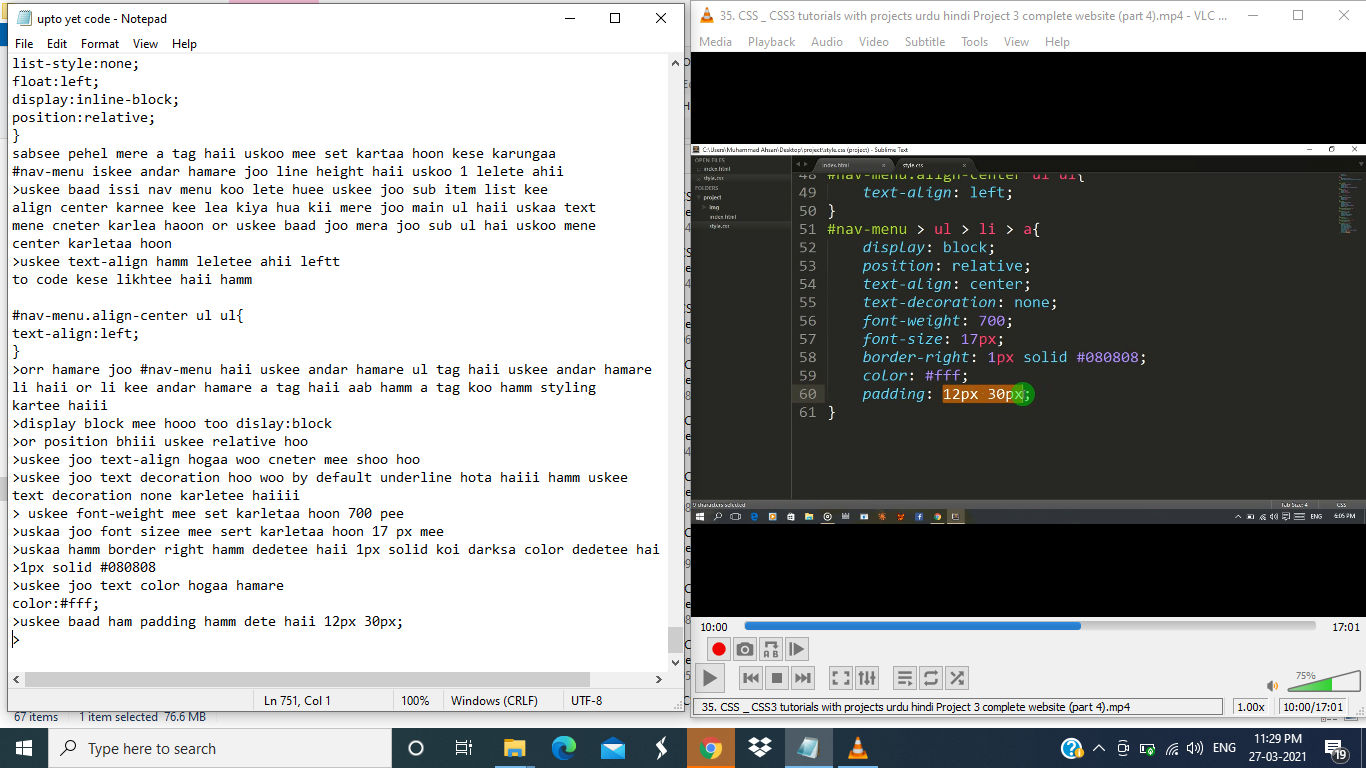 upto yet code - Notepad
File Edit Format View Help
list-style:none;
float:left;
display:inline-block;
position:relative;
}
sabsee pehel mere a tag haii uskoo mee set kartaa hoon kese karungaa
#nav-menu iskee andar hamare joo line height haii uskoo 1 lelete ahii
>uskee baad issi nav menu koo lete huee uskee joo sub item list kee
align center karnee kee lea kiya hua kii mere joo main ul haii uskaa text
mene cneter karlea haoon or uskee baad joo mera joo sub ul hai uskoo mene
center karletaa hoon
>uskee text-align hamm leletee ahii leftt
to code kese likhtee haii hamm
#nav-menu.align-center ul ul{
text-align:left;
}
>orr hamare joo #nav-menu haii uskee andar hamare ul tag haii uskee andar hamare
li haii or li kee andar hamare a tag haii aab hamm a tag koo hamm styling
kartee haiii
>display block mee hooo too dislay:block
>or position bhiii uskee relative hoo
>uskee joo text-align hogaa woo cneter mee shoo hoo
>uskee joo text decoration hoo woo by default underline hota haiii hamm uskee
text decoration none karletee haiiii
> uskee font-weight mee set karletaa hoon 700 pee
>uskaa joo font sizee mee sert karletaa hoon 17 px mee
>uskaa hamm border right hamm dedetee haii 1px solid koi darksa color dedetee hai
>1px solid #080808
>uskee joo text color hogaa hamare
color:#fff;
>uskee baad ham padding hamm dete haii 12px 30px;
>
Ln 751, Col 1 100% Windows (CRLF) UTF-8
67 items 1 item selected 76.6 MB
35. CSS _ CSS3 tutorials with projects urdu hindi Project 3 complete website (part 4).mp4 - VLC ...
Media Playback Audio Video Subtitle Tools View Help
C:\Users\Muhammad Ahsan\Desktop\project\style.css (project) - Sublime Text
OPEN FILES
index.html
style.css
FOLDERS
project
img
index.html
style.css
index.html style.css
48 #nav-menu.align-center ul ul{
49 text-align: left;
50 }
51 #nav-menu > ul > li > a{
52 display: block;
53 position: relative;
54 text-align: center;
55 text-decoration: none;
56 font-weight: 700;
57 font-size: 17px;
58 border-right: 1px solid #080808;
59 color: #fff;
60 padding: 12px 30px;
61 }
9 characters selected Tab Size: 4 CSS
ENG 6:05 PM
10:00 17:01
75%
35. CSS _ CSS3 tutorials with projects urdu hindi Project 3 complete website (part 4).mp4 1.00x 10:00/17:01
Type here to search
ENG 11:29 PM
27-03-2021
19